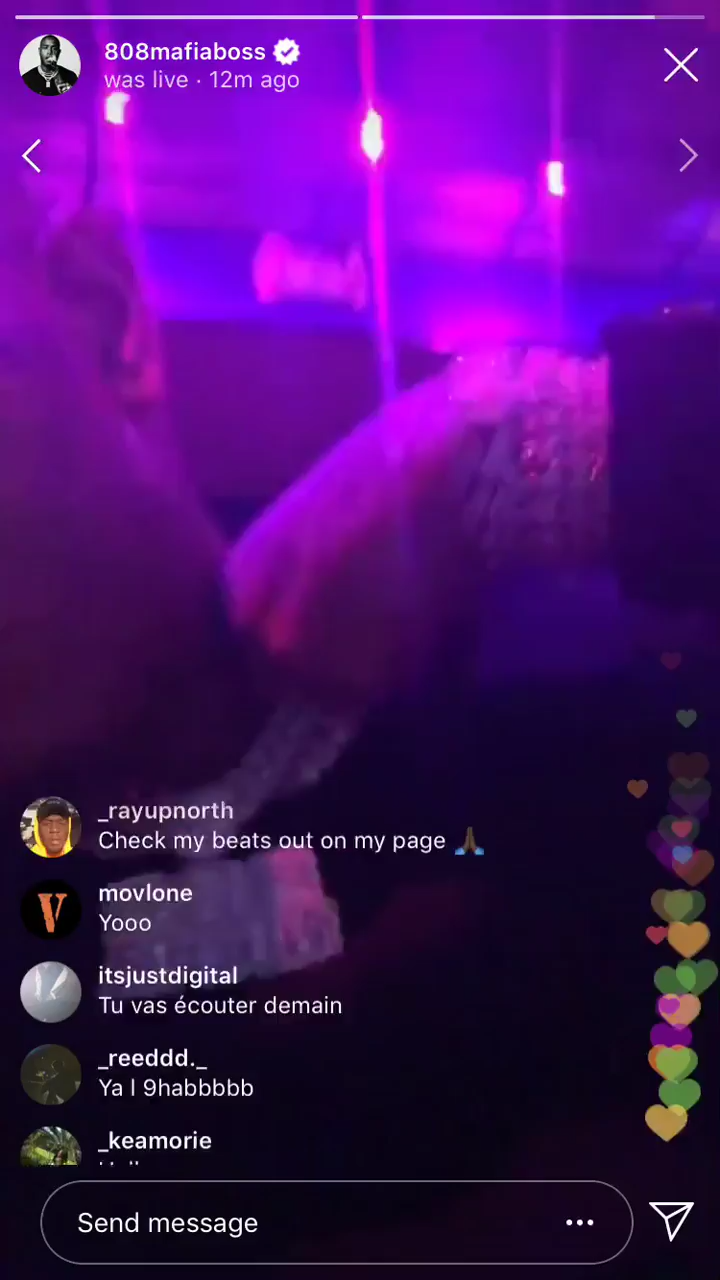 808mafiaboss
was live · 12m ago
_rayupnorth
Check my beats out on my page 🙏🏾
movlone
Yooo
itsjustdigital
Tu vas écouter demain
_reeddd._
Ya l 9habbbbb
_keamorie
Send message